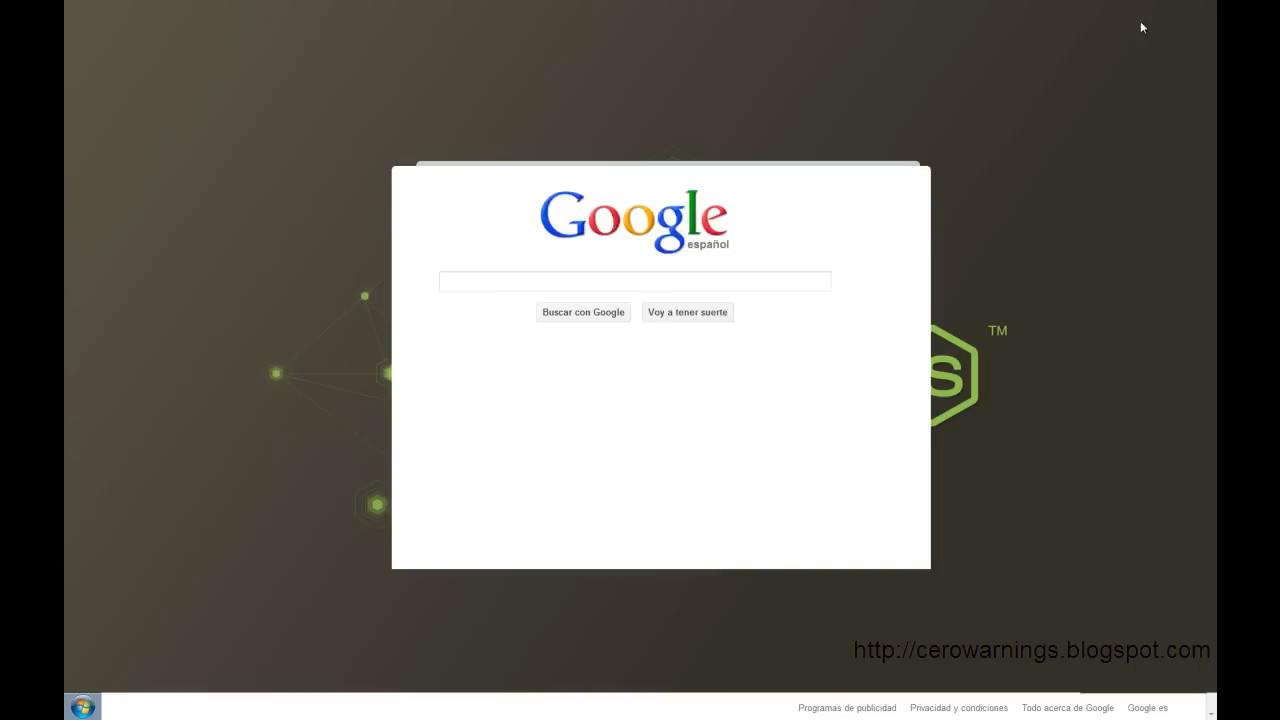 Google
español
Buscar con Google Voy a tener suerte
TM
S
http://cerowarnings.blogspot.com
Programas de publicidad Privacidad y condiciones Todo acerca de Google Google.es